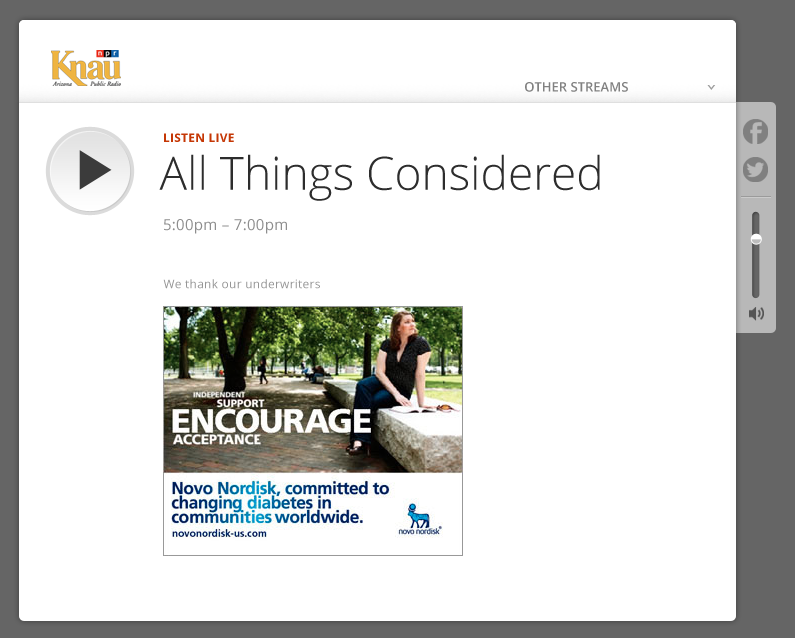 npr
Knau
Arizona Public Radio
OTHER STREAMS
LISTEN LIVE
All Things Considered
5:00pm – 7:00pm
We thank our underwriters
INDEPENDENT
SUPPORT
ENCOURAGE
ACCEPTANCE
Novo Nordisk, committed to
changing diabetes in
communities worldwide.
novonordisk-us.com
novo nordisk®